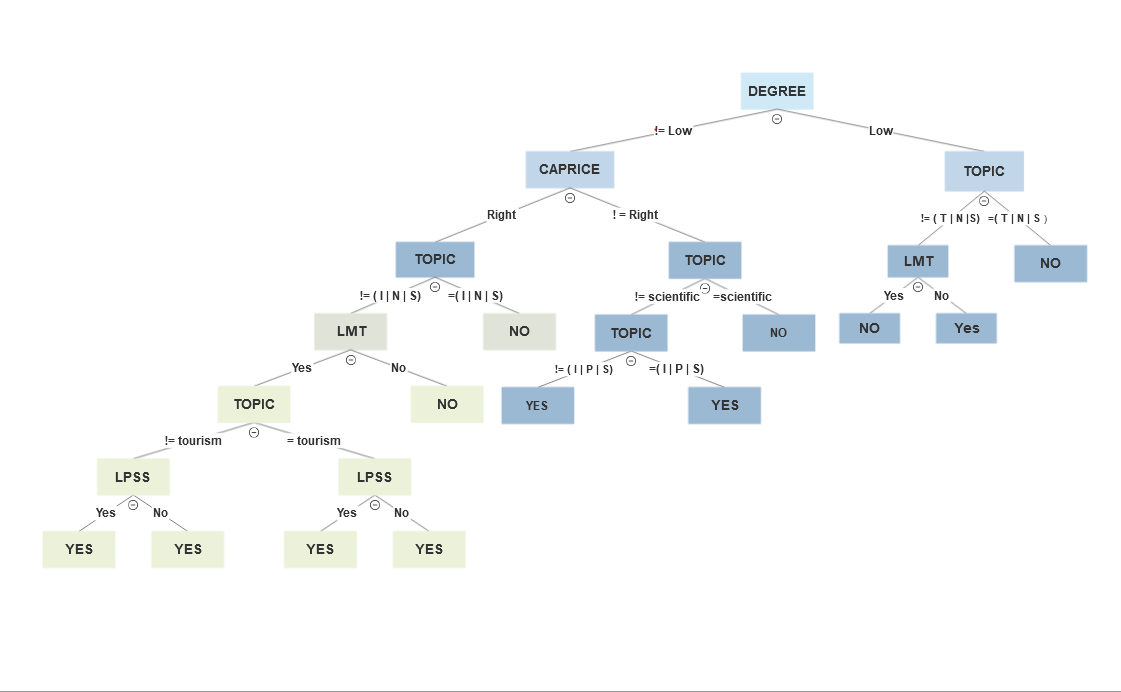 DEGREE
!= Low
Low
CAPRICE
TOPIC
Right
! = Right
!= ( T | N |S)
=( T | N | S )
TOPIC
TOPIC
LMT
NO
!= ( I | N | S)
=( I | N | S)
!= scientific
=scientific
Yes
No
LMT
NO
TOPIC
NO
NO
Yes
Yes
No
!= ( I | P | S)
=( I | P | S)
TOPIC
NO
YES
YES
!= tourism
= tourism
LPSS
LPSS
Yes
No
Yes
No
YES
YES
YES
YES